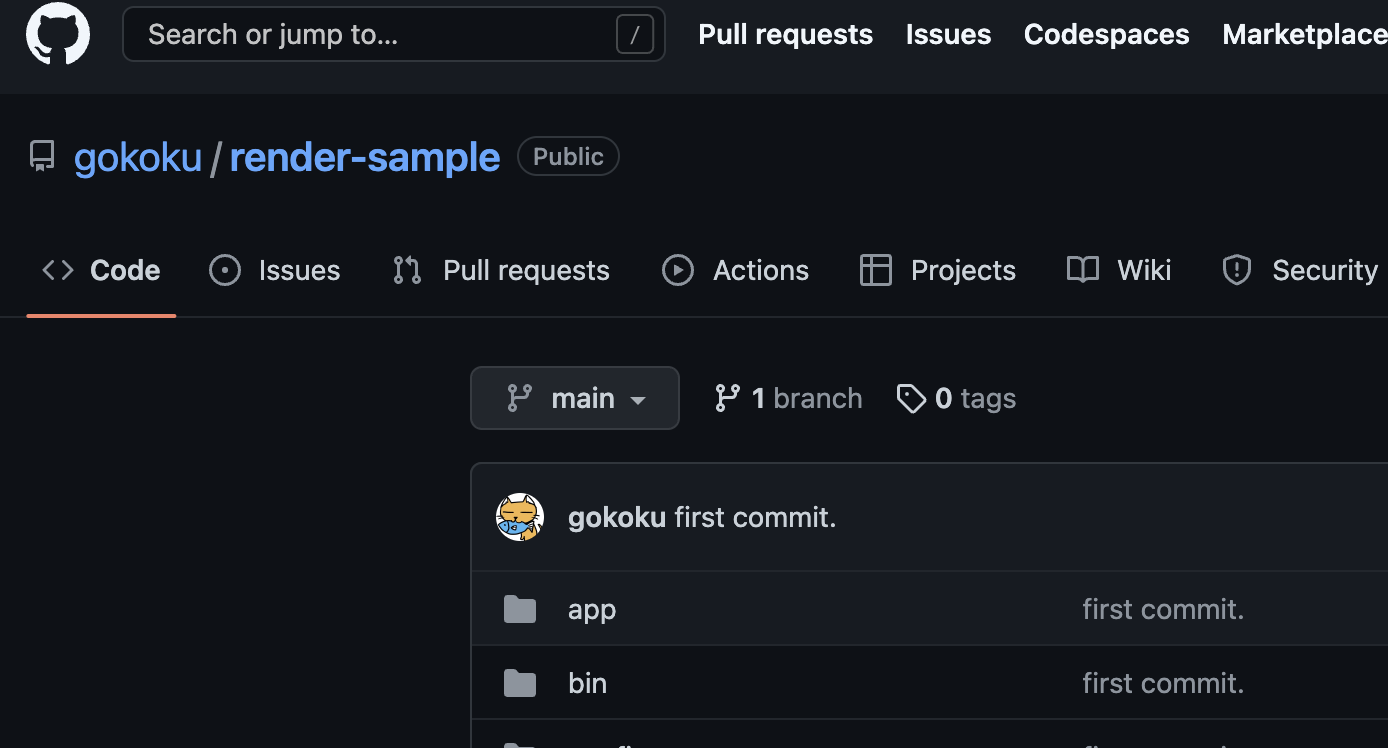 Search or jump to... / Pull requests Issues Codespaces Marketplace
gokoku / render-sample Public
Code Issues Pull requests Actions Projects Wiki Security
main 1 branch 0 tags
gokoku first commit.
app first commit.
bin first commit.